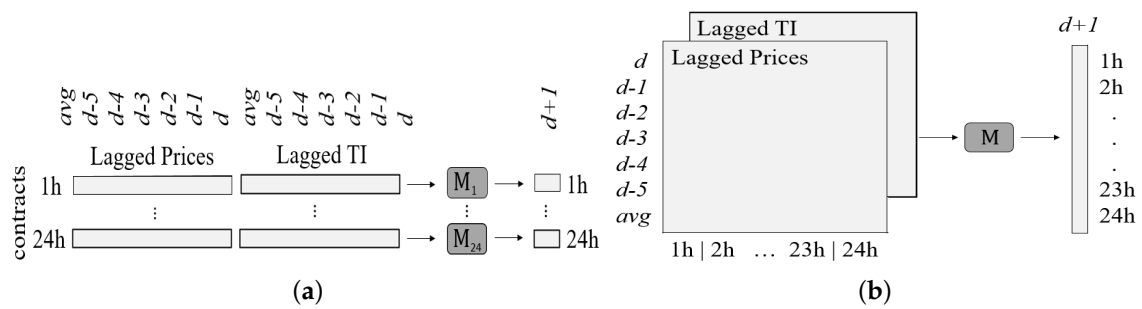 avg d-5 d-4 d-3 d-2 d-1 d avg d-5 d-4 d-3 d-2 d-1 d d+1
Lagged Prices Lagged TI
contracts
1h M1 1h
⋮ ⋮ ⋮ ⋮
24h M24 24h
(a)
Lagged TI
Lagged Prices
d
d-1
d-2
d-3
d-4
d-5
avg
1h | 2h ... 23h | 24h
M
d+1
1h
2h
.
.
.
23h
24h
(b)